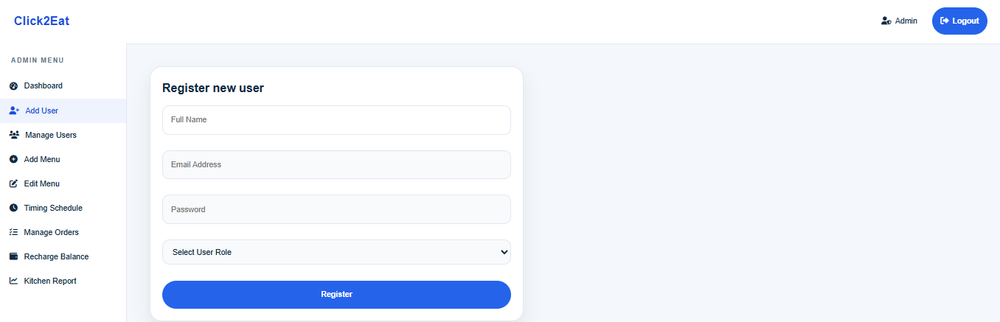 Click2Eat
Admin
Logout
ADMIN MENU
Dashboard
Add User
Manage Users
Add Menu
Edit Menu
Timing Schedule
Manage Orders
Recharge Balance
Kitchen Report
Register new user
Full Name
Email Address
Password
Select User Role
Register